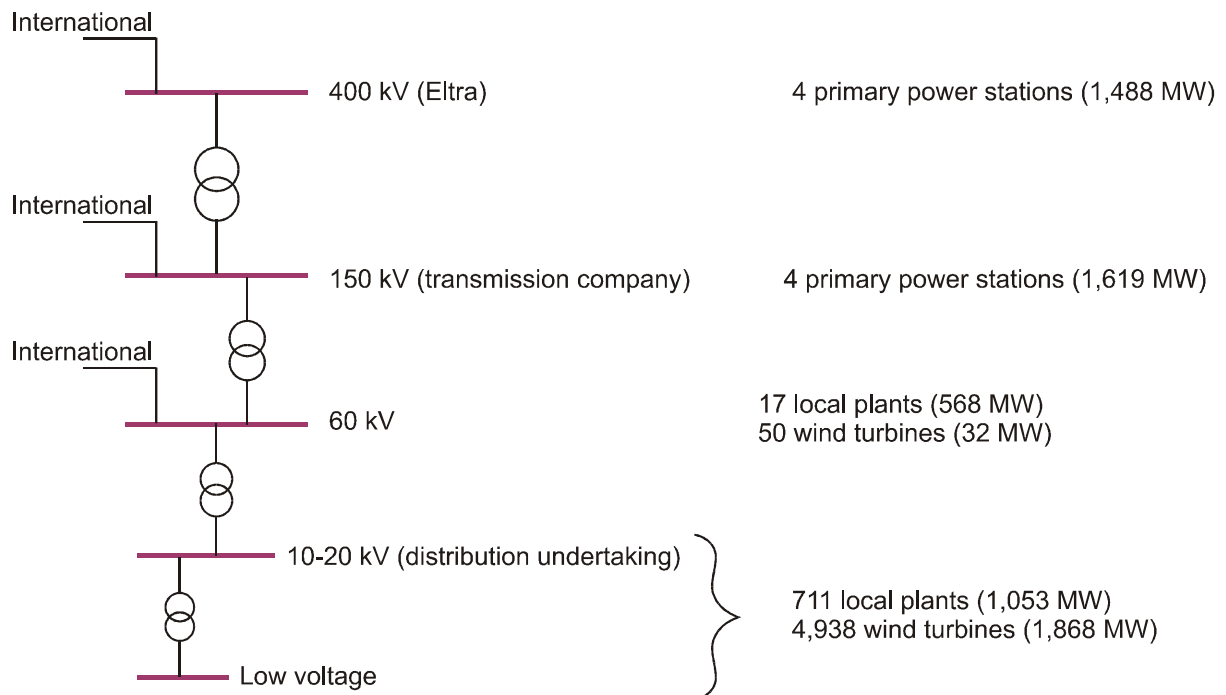 International
400 kV (Eltra)
4 primary power stations (1,488 MW)
International
150 kV (transmission company)
4 primary power stations (1,619 MW)
International
60 kV
17 local plants (568 MW)
50 wind turbines (32 MW)
10-20 kV (distribution undertaking)
711 local plants (1,053 MW)
4,938 wind turbines (1,868 MW)
Low voltage